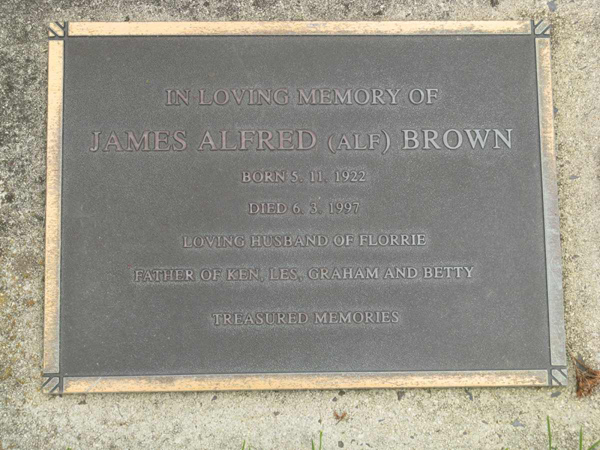 IN LOVING MEMORY OF
JAMES ALFRED (ALF) BROWN
BORN 5. 11. 1922
DIED 6. 3. 1997
LOVING HUSBAND OF FLORRIE
FATHER OF KEN, LES, GRAHAM AND BETTY
TREASURED MEMORIES